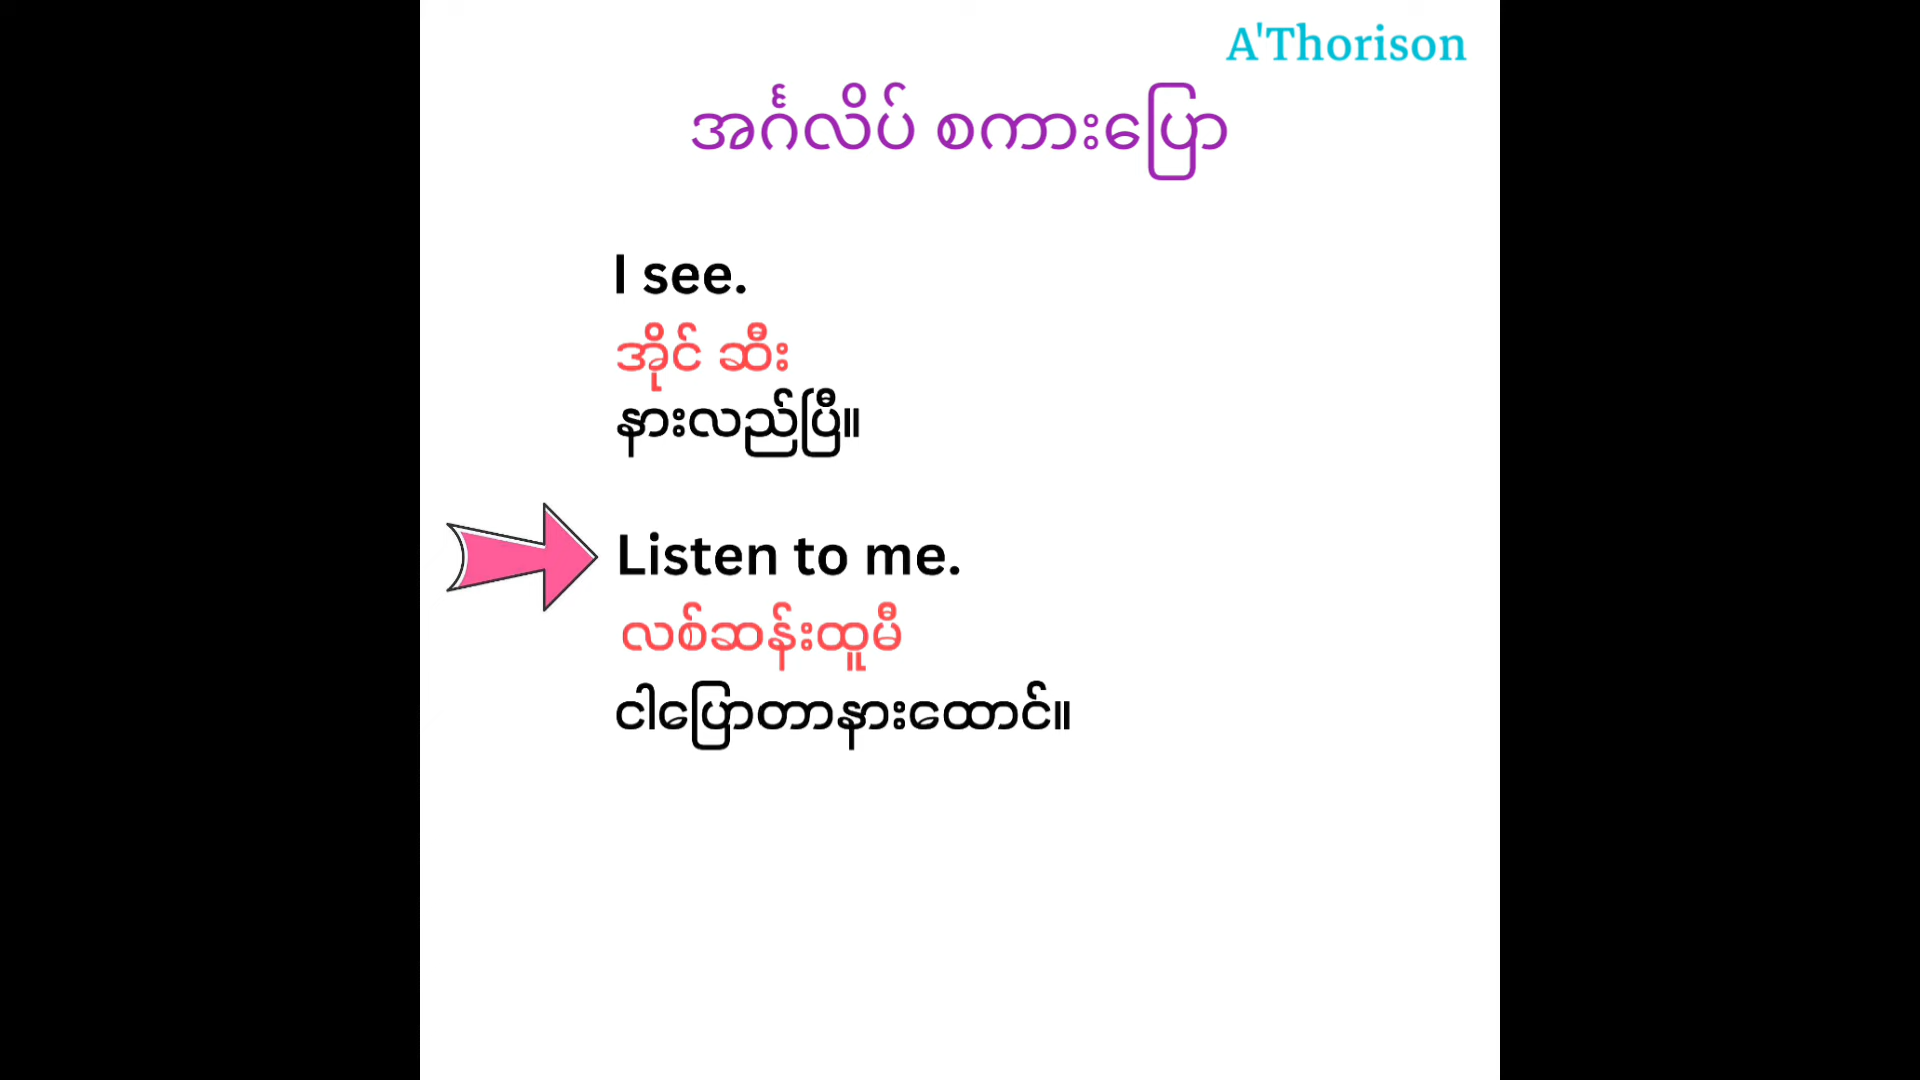 A'Thorison
အင်္ဂလိပ် စကားပြော
I see.
အိုင် ဆီး
နားလည်ပြီ။
Listen to me.
လစ်ဆန်းထူမီ
ငါပြောတာနားထောင်။